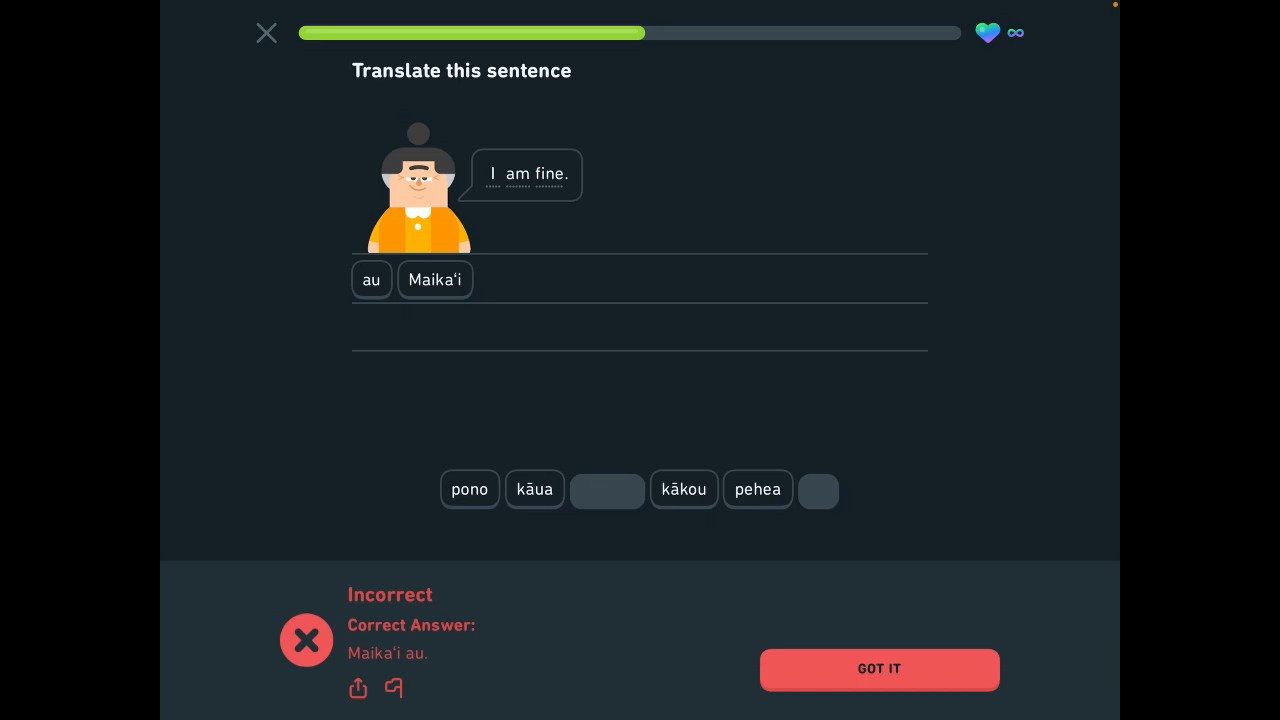 Translate this sentence
I am fine.
au Maikaʻi
pono kāua kākou pehea
Incorrect
Correct Answer:
Maikaʻi au.
GOT IT